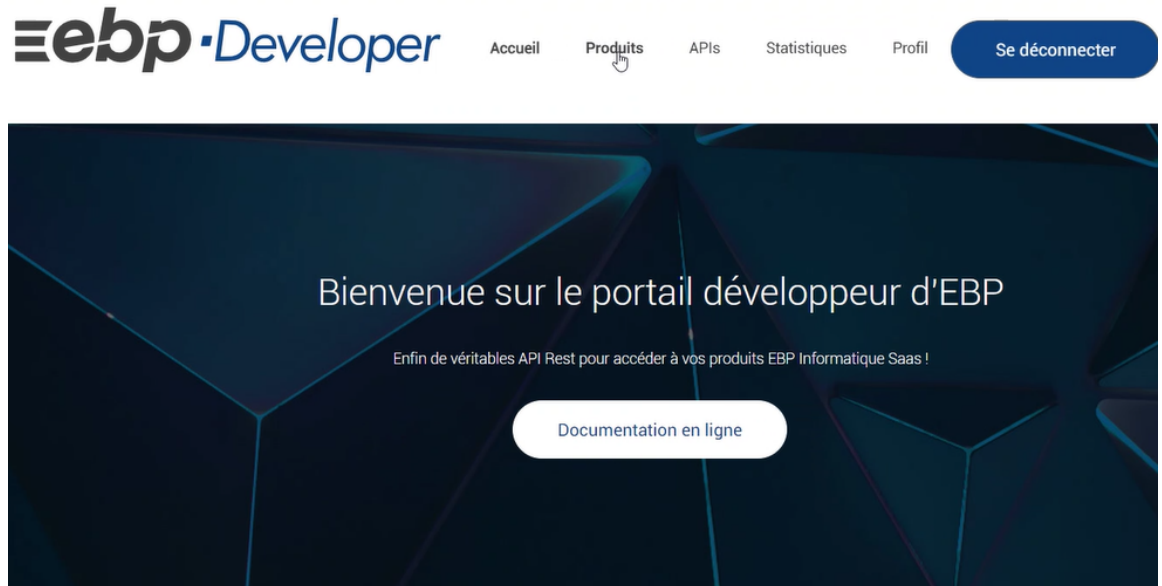 ebp·Developer
Accueil Produits APIs Statistiques Profil Se déconnecter
Bienvenue sur le portail développeur d'EBP
Enfin de véritables API Rest pour accéder à vos produits EBP Informatique Saas !
Documentation en ligne